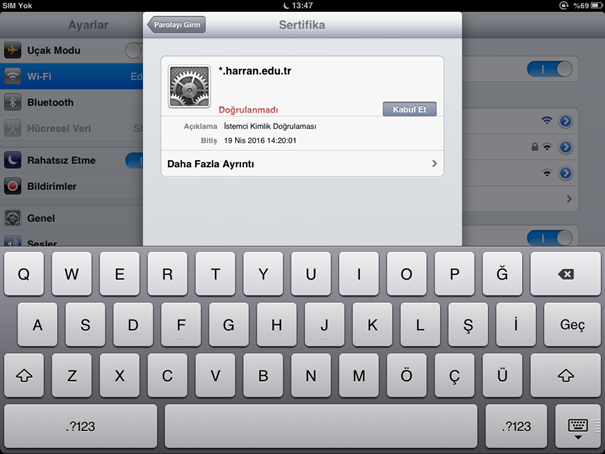 SIM Yok
13:47
%69
Ayarlar
Parolayı Girin
Sertifika
Uçak Modu
Wi-Fi
Ed
Bluetooth
Hücresel Veri
Rahatsız Etme
Bildirimler
Genel
Sesler
*.harran.edu.tr
Doğrulanmadı
Kabul Et
Açıklama İstemci Kimlik Doğrulaması
Bitiş 19 Nis 2016 14:20:01
Daha Fazla Ayrıntı
Q W E R T Y U I O P Ğ
A S D F G H J K L Ş İ Geç
Z X C V B N M Ö Ç Ü
.?123 .?123